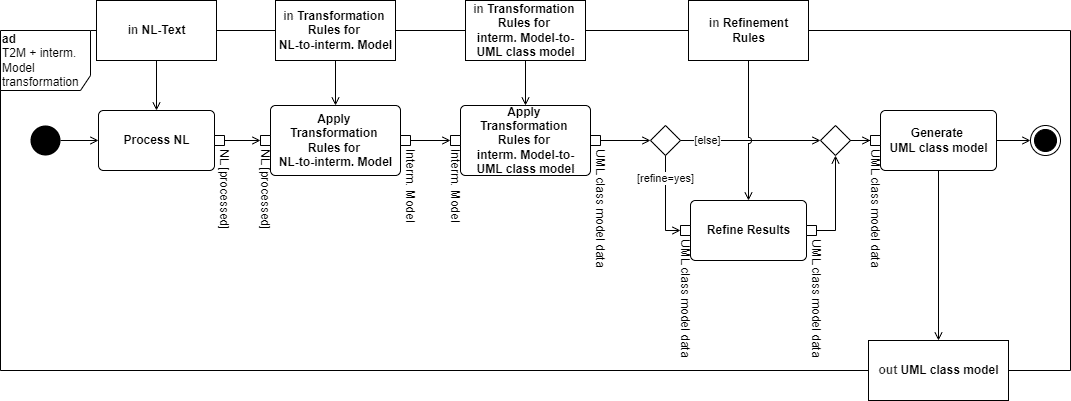 ad
T2M + interm.
Model
transformation
in NL-Text
in Transformation
Rules for
NL-to-interm. Model
in Transformation
Rules for
interm. Model-to-
UML class model
in Refinement
Rules
Process NL
NL [processed]
NL [processed]
Apply
Transformation
Rules for
NL-to-interm. Model
Interm. Model
Interm. Model
Apply
Transformation
Rules for
interm. Model-to-
UML class model
UML class model data
[else]
[refine=yes]
UML class model data
Refine Results
UML class model data
UML class model data
Generate
UML class model
out UML class model